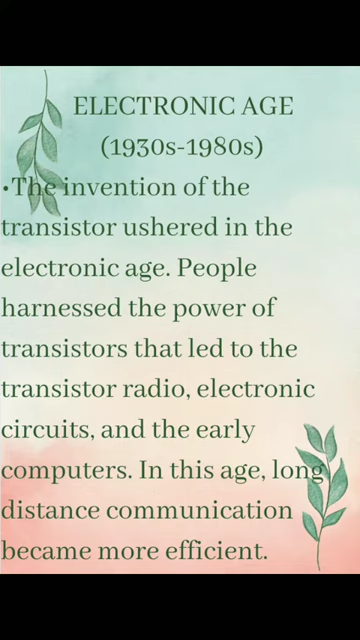 ELECTRONIC AGE
(1930s-1980s)
•The invention of the
transistor ushered in the
electronic age. People
harnessed the power of
transistors that led to the
transistor radio, electronic
circuits, and the early
computers. In this age, long
distance communication
became more efficient.